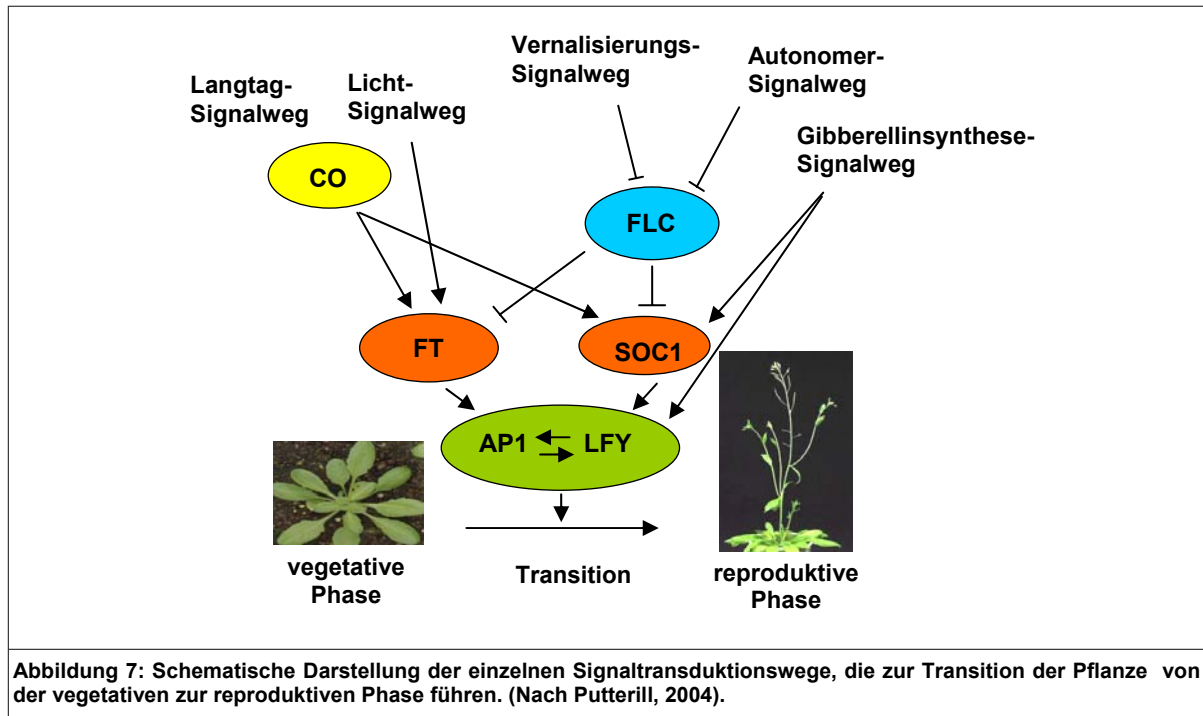 Vernalisierungs-
Signalweg
Autonomer-
Signalweg
Langtag-
Signalweg
Licht-
Signalweg
Gibberellinsynthese-
Signalweg
CO
FLC
FT
SOC1
AP1
LFY
vegetative
Phase
Transition
reproduktive
Phase
Abbildung 7: Schematische Darstellung der einzelnen Signaltransduktionswege, die zur Transition der Pflanze von
der vegetativen zur reproduktiven Phase führen. (Nach Putterill, 2004).